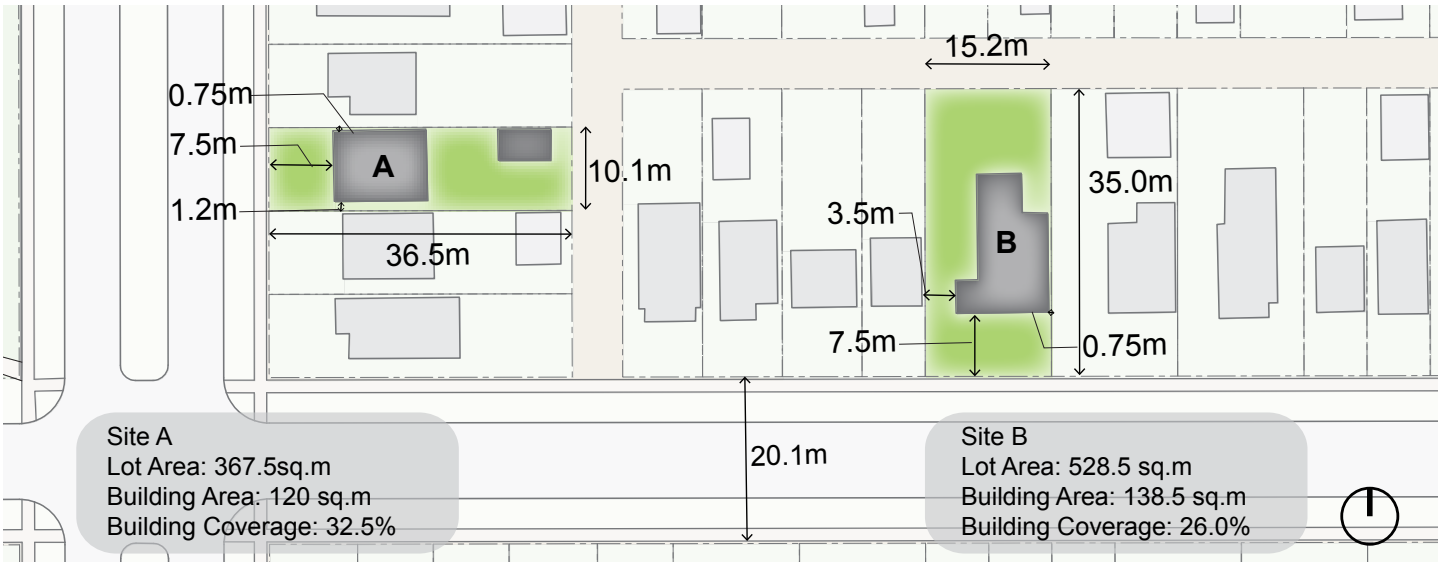 15.2m
0.75m
7.5m
A
10.1m
35.0m
1.2m
3.5m
B
36.5m
7.5m
0.75m
20.1m
Site A
Lot Area: 367.5sq.m
Building Area: 120 sq.m
Building Coverage: 32.5%
Site B
Lot Area: 528.5 sq.m
Building Area: 138.5 sq.m
Building Coverage: 26.0%